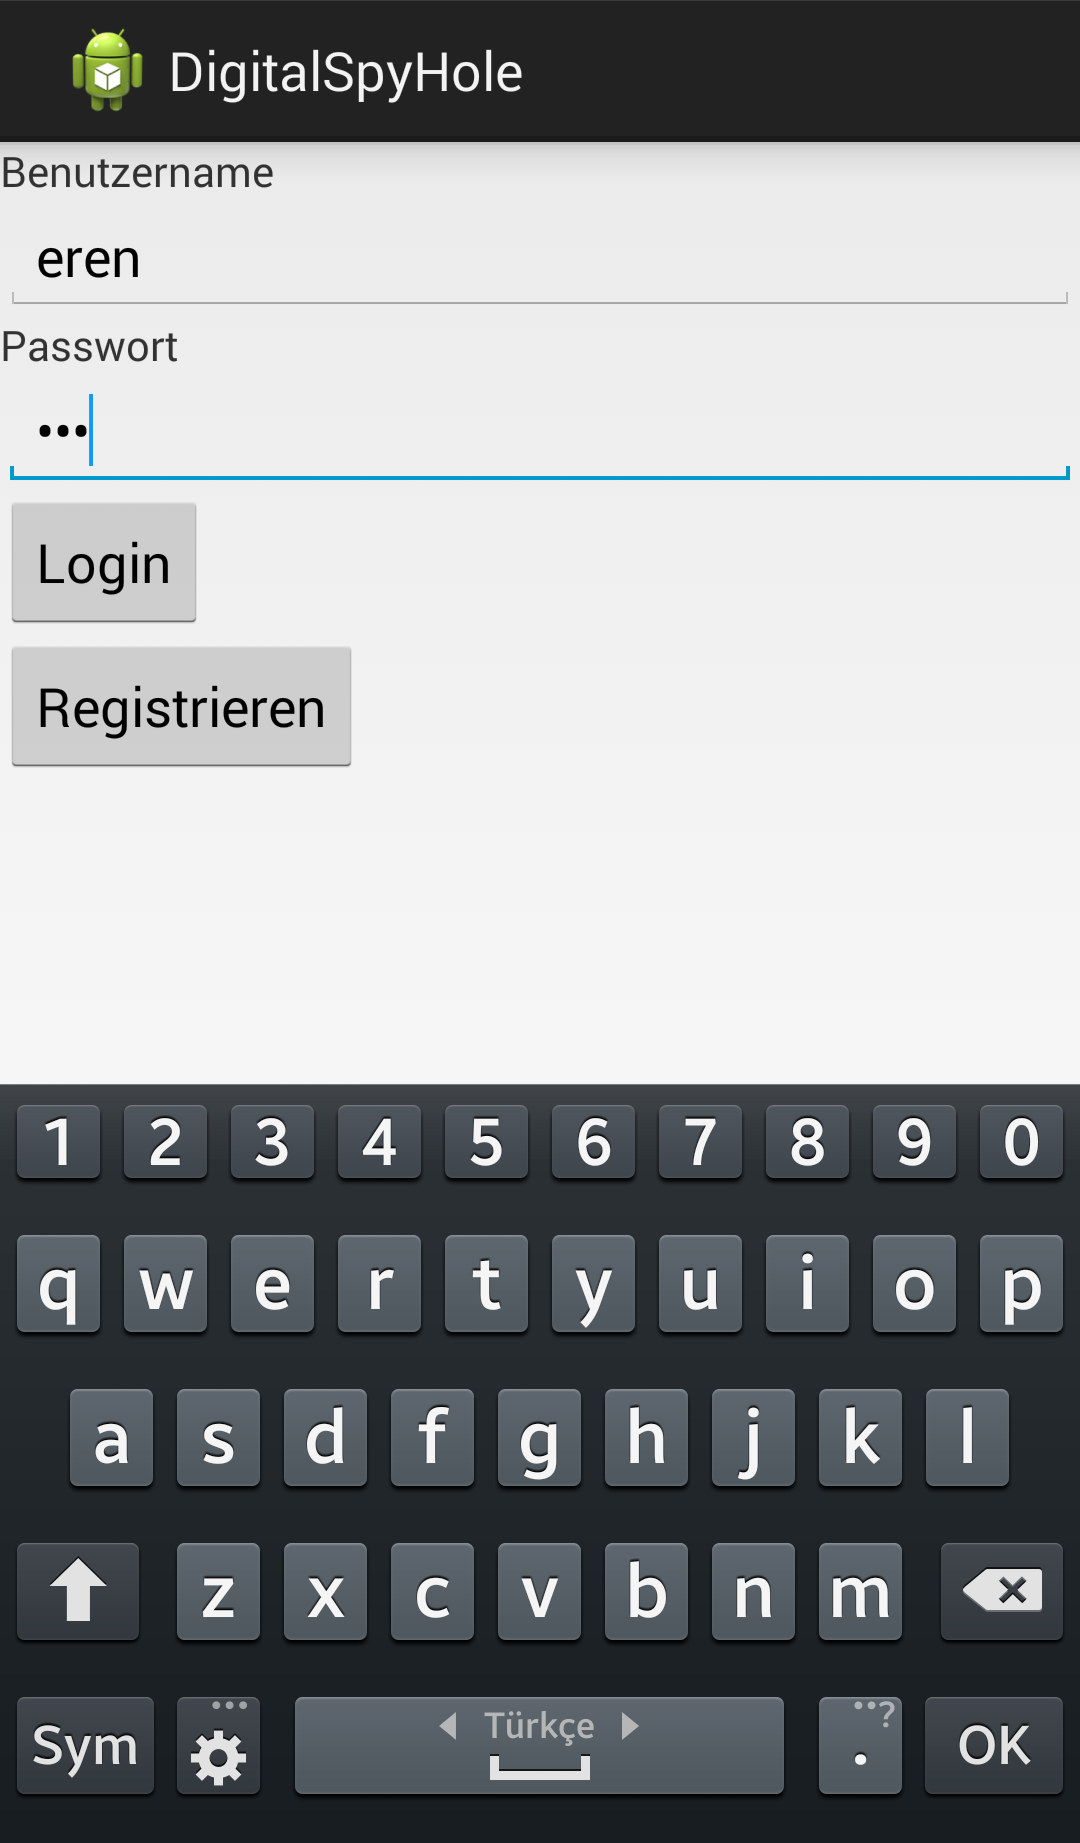 DigitalSpyHole
Benutzername
eren
Passwort
•••
Login
Registrieren
1 2 3 4 5 6 7 8 9 0
q w e r t y u i o p
a s d f g h j k l
z x c v b n m
Sym ... Türkçe . ..? OK